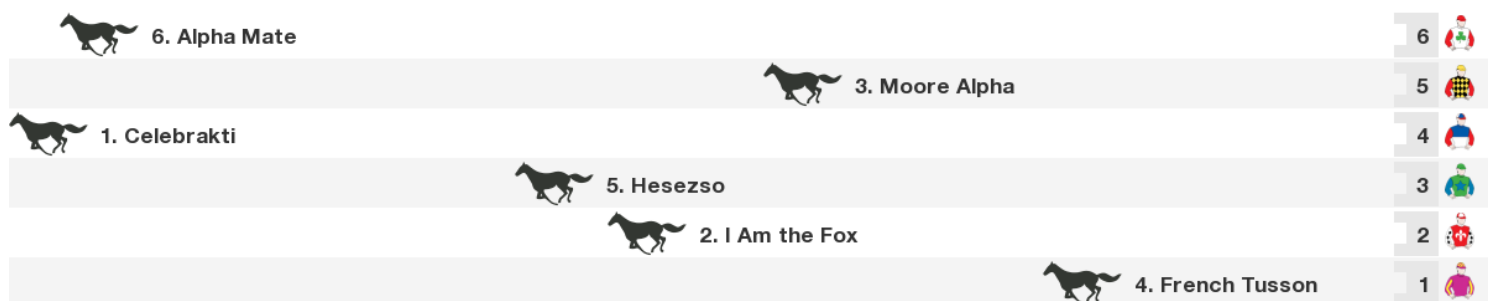 6. Alpha Mate 6
3. Moore Alpha 5
1. Celebrakti 4
5. Hesezso 3
2. I Am the Fox 2
4. French Tusson 1